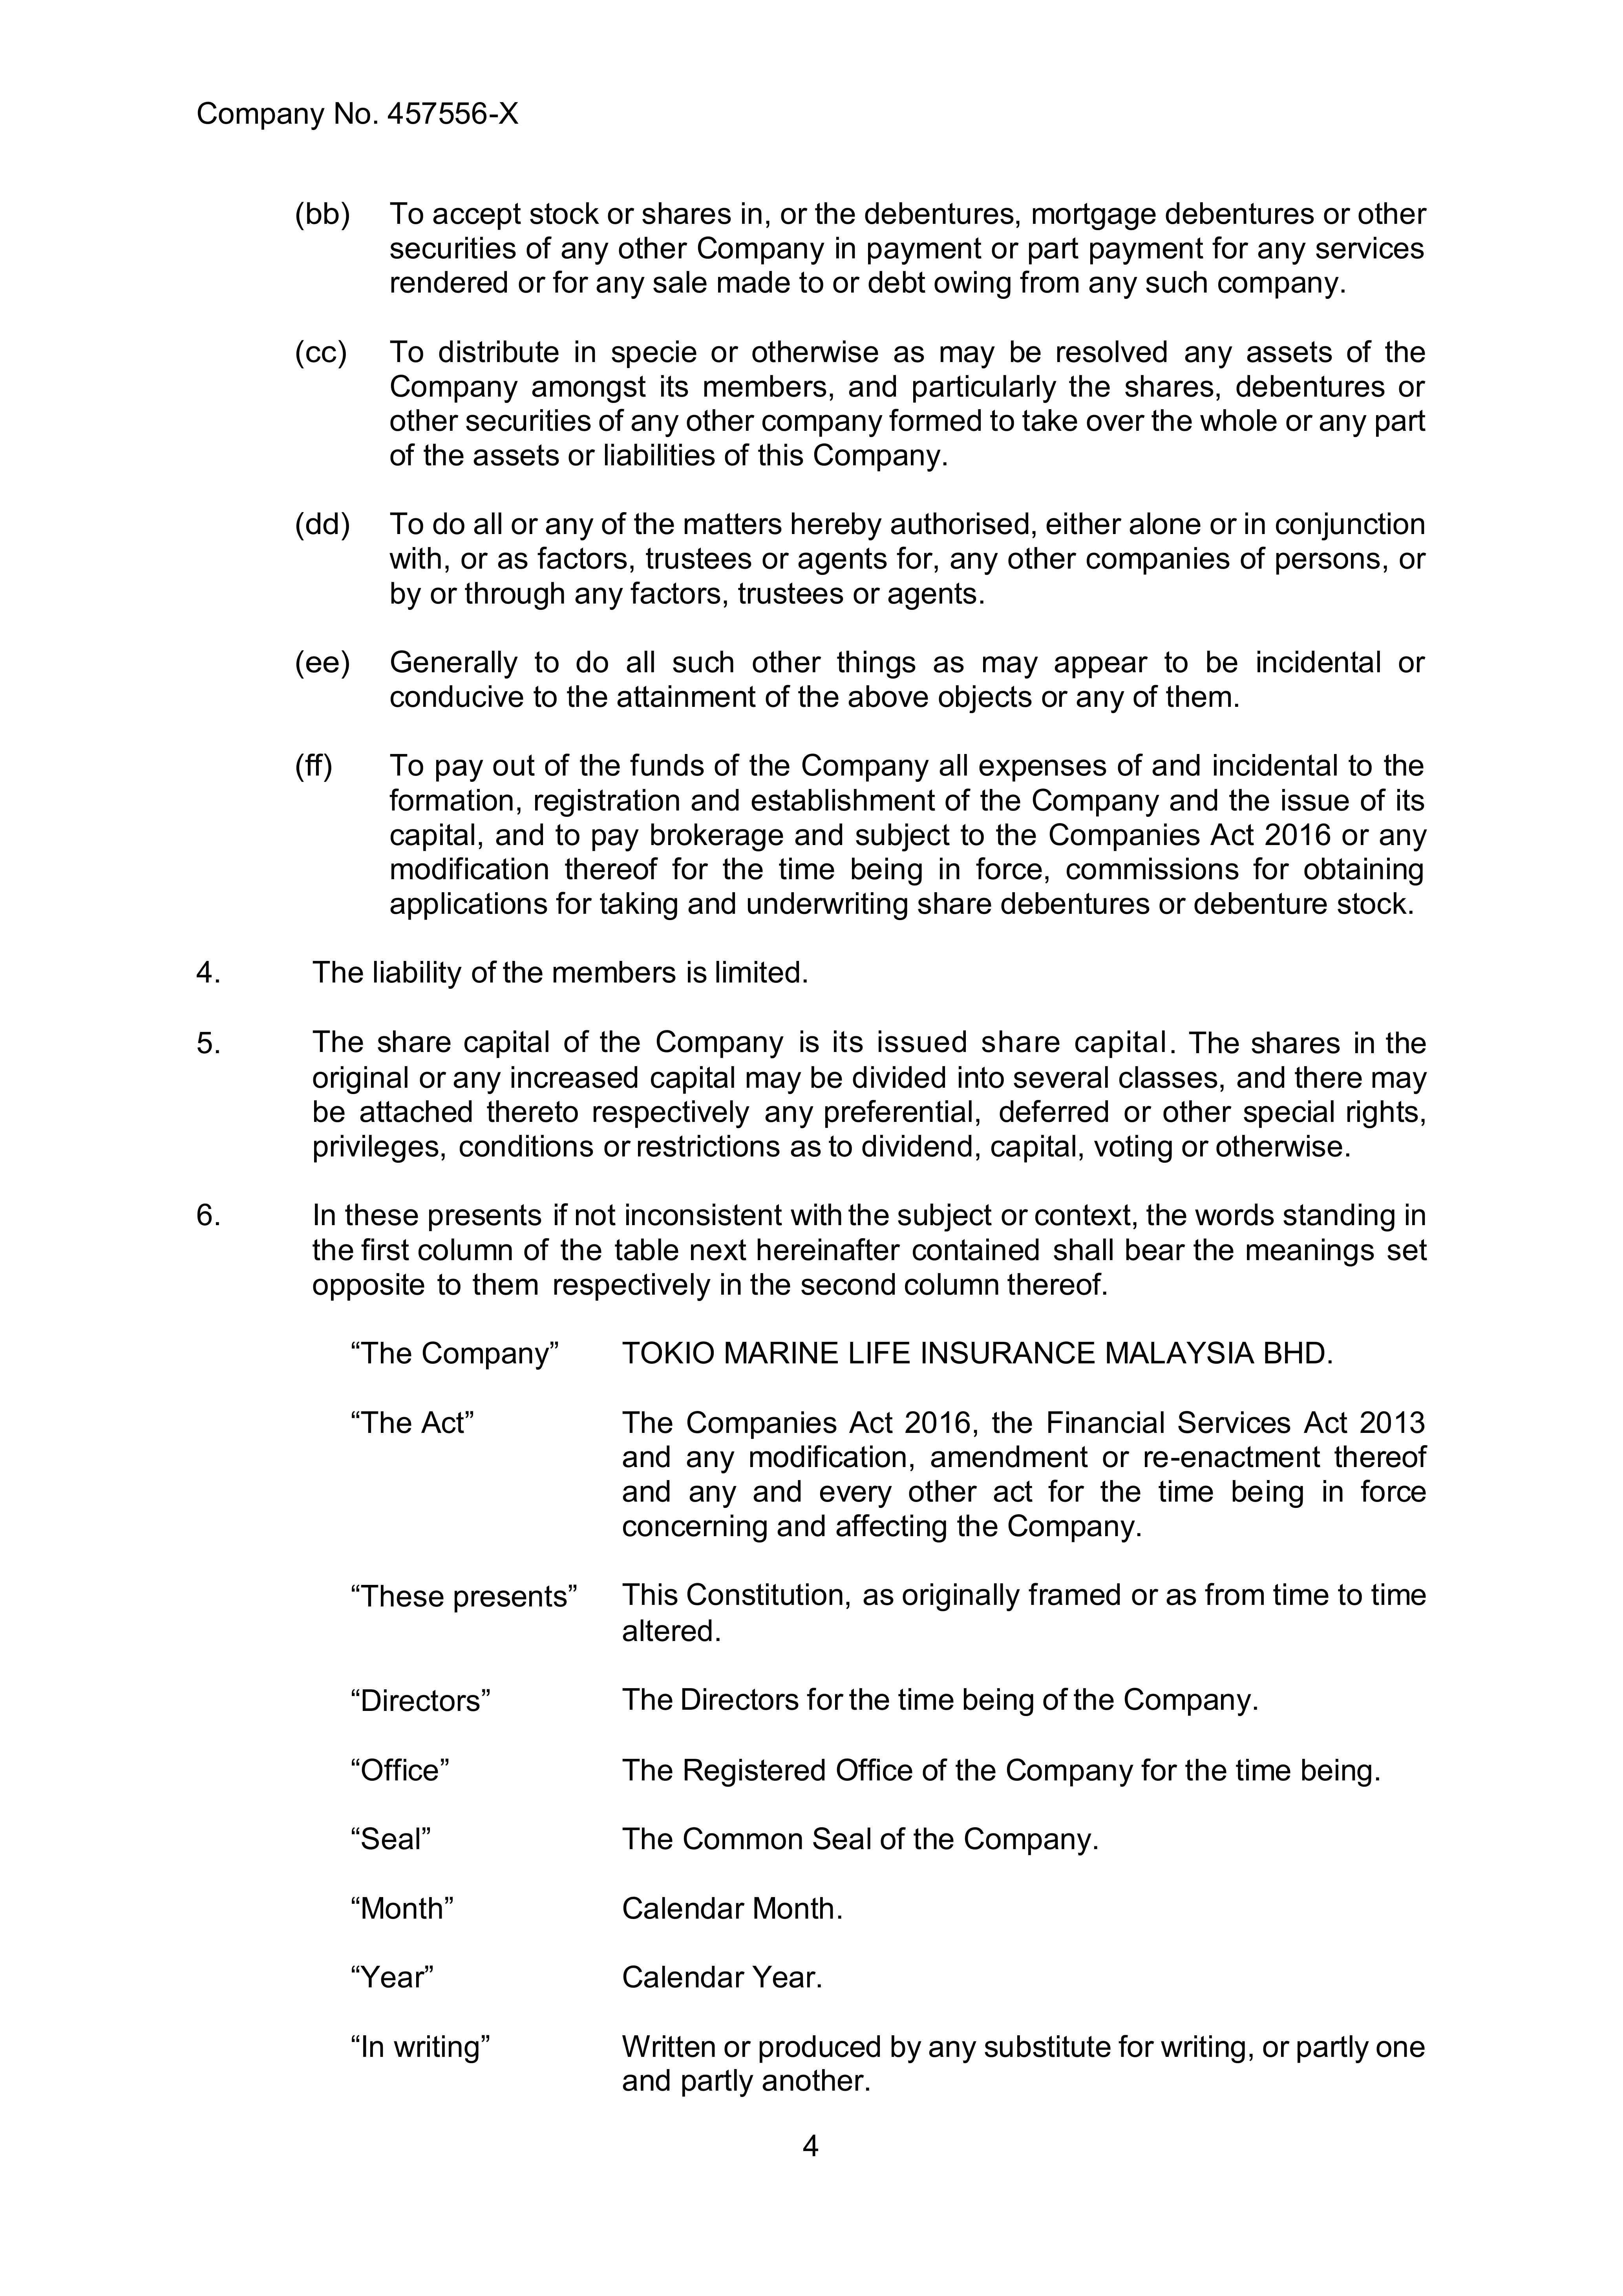 Company No. 457556-X
(bb) To accept stock or shares in, or the debentures, mortgage debentures or other
securities of any other Company in payment or part payment for any services
rendered or for any sale made to or debt owing from any such company.
(cc) To distribute in specie or otherwise as may be resolved any assets of the
Company amongst its members, and particularly the shares, debentures or
other securities of any other company formed to take over the whole or any part
of the assets or liabilities of this Company.
(dd) To do all or any of the matters hereby authorised, either alone or in conjunction
with, or as factors, trustees or agents for, any other companies of persons, or
by or through any factors, trustees or agents.
(ee) Generally to do all such other things as may appear to be incidental or
conducive to the attainment of the above objects or any of them.
(ff) To pay out of the funds of the Company all expenses of and incidental to the
formation, registration and establishment of the Company and the issue of its
capital, and to pay brokerage and subject to the Companies Act 2016 or any
modification thereof for the time being in force, commissions for obtaining
applications for taking and underwriting share debentures or debenture stock.
4. The liability of the members is limited.
5. The share capital of the Company is its issued share capital. The shares in the
original or any increased capital may be divided into several classes, and there may
be attached thereto respectively any preferential, deferred or other special rights,
privileges, conditions or restrictions as to dividend, capital, voting or otherwise.
6. In these presents if not inconsistent with the subject or context, the words standing in
the first column of the table next hereinafter contained shall bear the meanings set
opposite to them respectively in the second column thereof.
“The Company” TOKIO MARINE LIFE INSURANCE MALAYSIA BHD.
“The Act” The Companies Act 2016, the Financial Services Act 2013
and any modification, amendment or re-enactment thereof
and any and every other act for the time being in force
concerning and affecting the Company.
“These presents” This Constitution, as originally framed or as from time to time
altered.
“Directors” The Directors for the time being of the Company.
“Office” The Registered Office of the Company for the time being.
“Seal” The Common Seal of the Company.
“Month” Calendar Month.
“Year” Calendar Year.
“In writing” Written or produced by any substitute for writing, or partly one
and partly another.
4